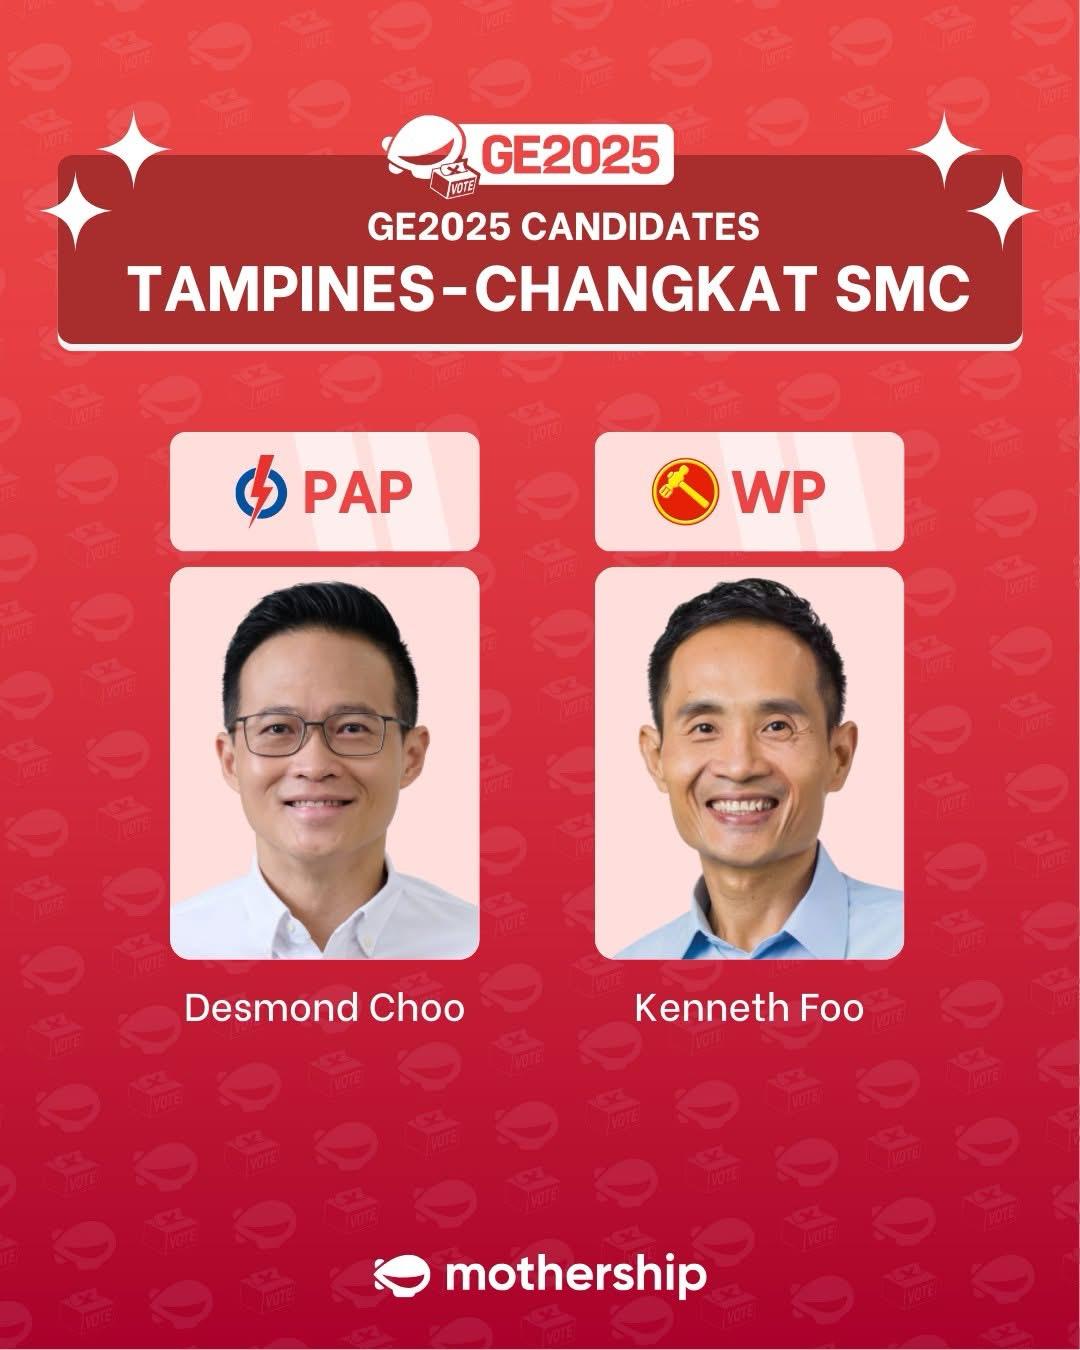 GE2025
VOTE
GE2025 CANDIDATES
TAMPINES-CHANGKAT SMC
PAP
WP
Desmond Choo
Kenneth Foo
mothership